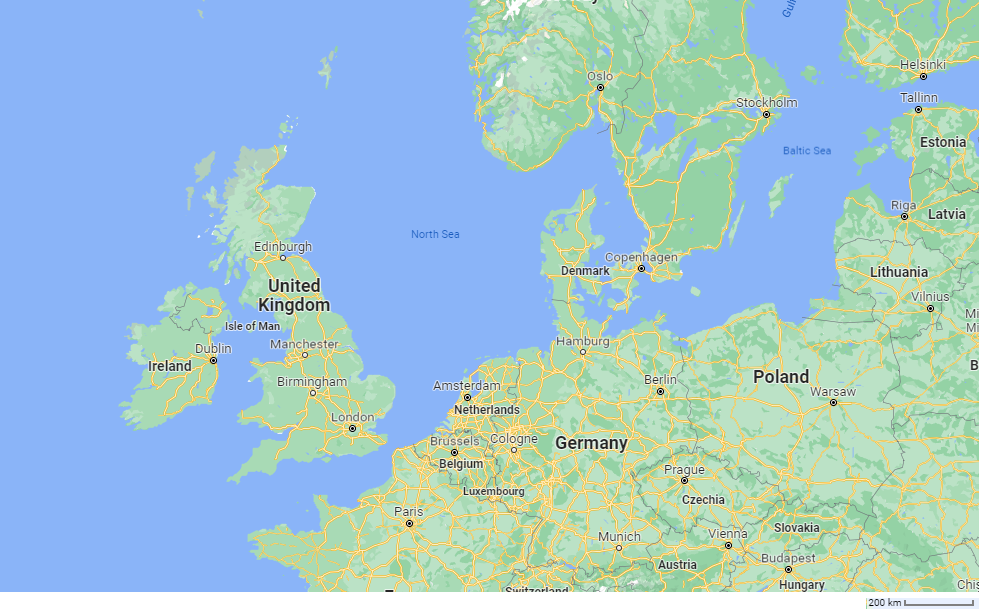 Oslo
Helsinki
Stockholm
Tallinn
Estonia
Baltic Sea
Riga
Latvia
North Sea
Edinburgh
Copenhagen
Denmark
Lithuania
United
Kingdom
Vilnius
Isle of Man
Hamburg
Manchester
Dublin
Ireland
Birmingham
Amsterdam
Berlin
Poland
Warsaw
Netherlands
London
Brussels
Cologne
Germany
Belgium
Prague
Luxembourg
Czechia
Paris
Slovakia
Vienna
Munich
Budapest
Austria
Hungary
Switzerland
200 km